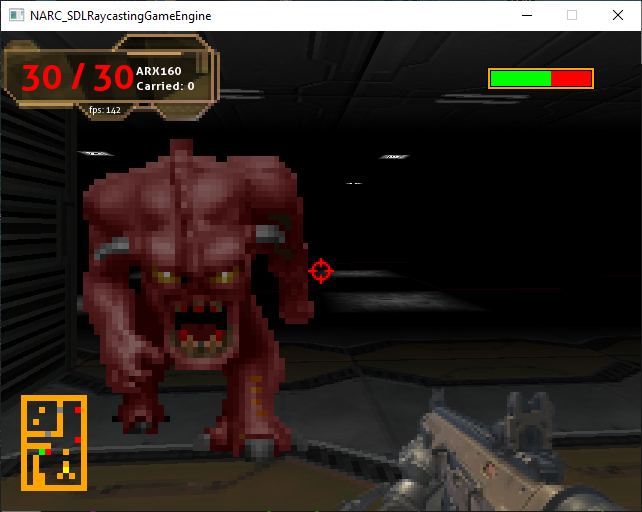 NARC_SDLRaycastingGameEngine
30 / 30
ARX160
Carried: 0
fps: 142